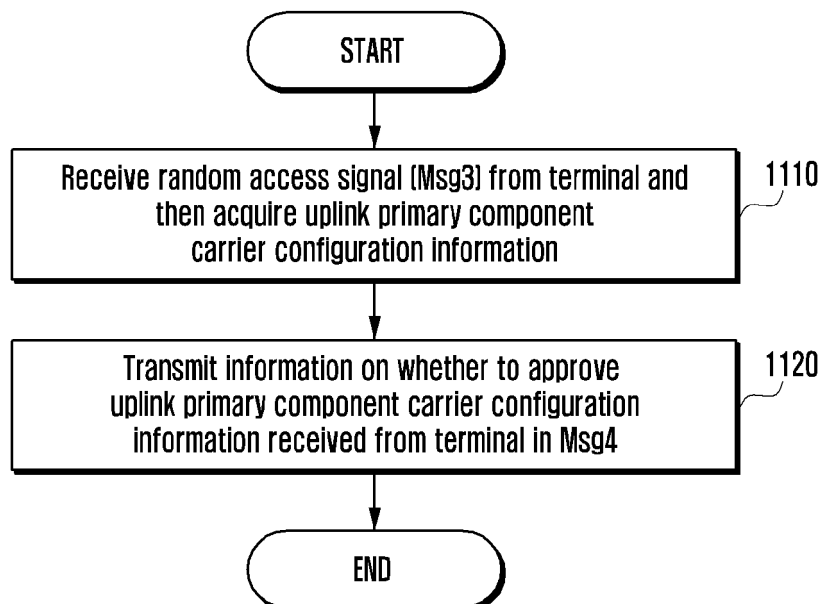 START
Receive random access signal (Msg3) from terminal and
then acquire uplink primary component
carrier configuration information
1110
Transmit information on whether to approve
uplink primary component carrier configuration
information received from terminal in Msg4
1120
END